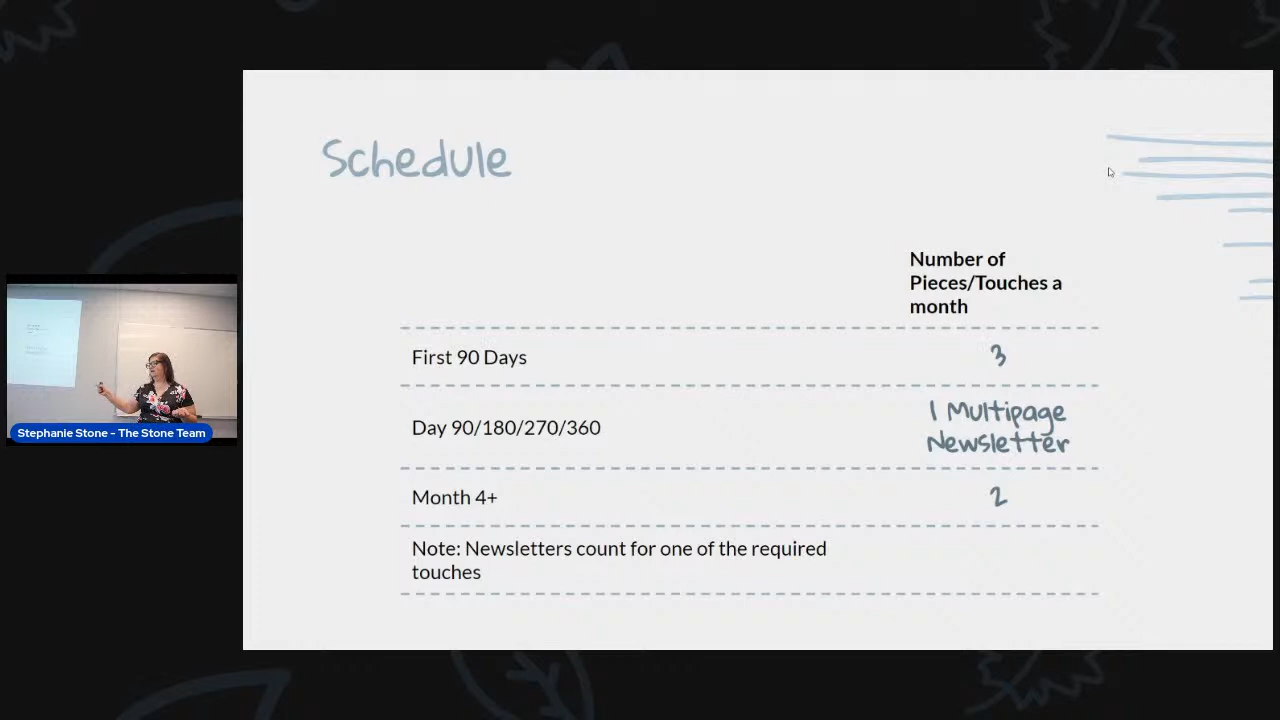 Schedule
Number of
Pieces/Touches a
month
First 90 Days
3
Day 90/180/270/360
1 Multipage
Newsletter
Month 4+
2
Note: Newsletters count for one of the required
touches
Stephanie Stone - The Stone Team